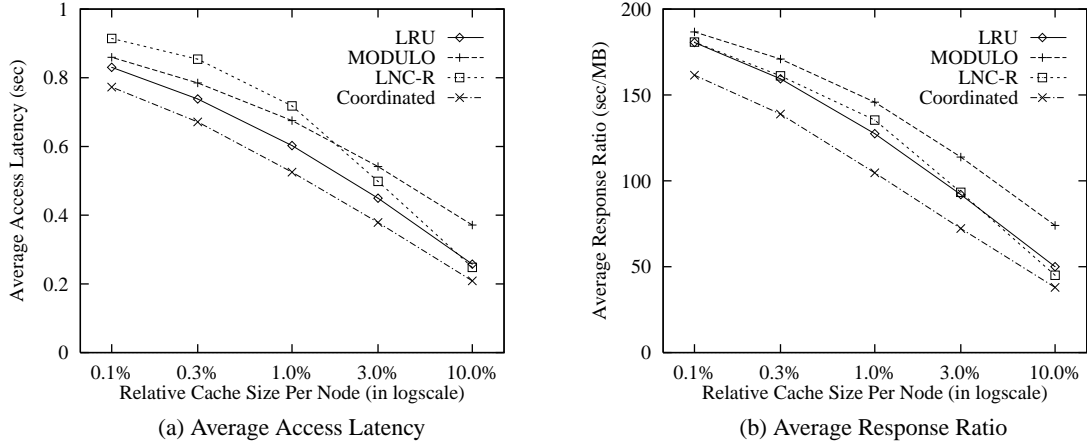 1
0.8
0.6
0.4
0.2
0
Average Access Latency (sec)
LRU
MODULO
LNC-R
Coordinated
0.1% 0.3% 1.0% 3.0% 10.0%
Relative Cache Size Per Node (in logscale)
(a) Average Access Latency
200
150
100
50
0
Average Response Ratio (sec/MB)
LRU
MODULO
LNC-R
Coordinated
0.1% 0.3% 1.0% 3.0% 10.0%
Relative Cache Size Per Node (in logscale)
(b) Average Response Ratio